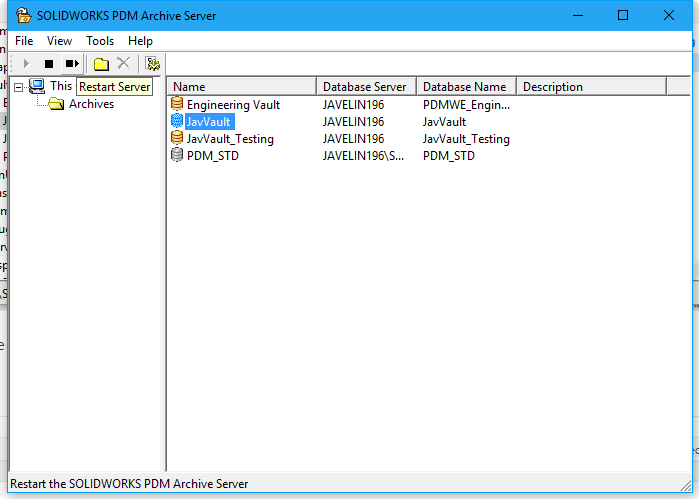 SOLIDWORKS PDM Archive Server
File View Tools Help
This Restart Server
Archives
Name Database Server Database Name Description
Engineering Vault JAVELIN196 PDMWE_Engin...
JavVault JAVELIN196 JavVault
JavVault_Testing JAVELIN196 JavVault_Testing
PDM_STD JAVELIN196\S... PDM_STD
Restart the SOLIDWORKS PDM Archive Server